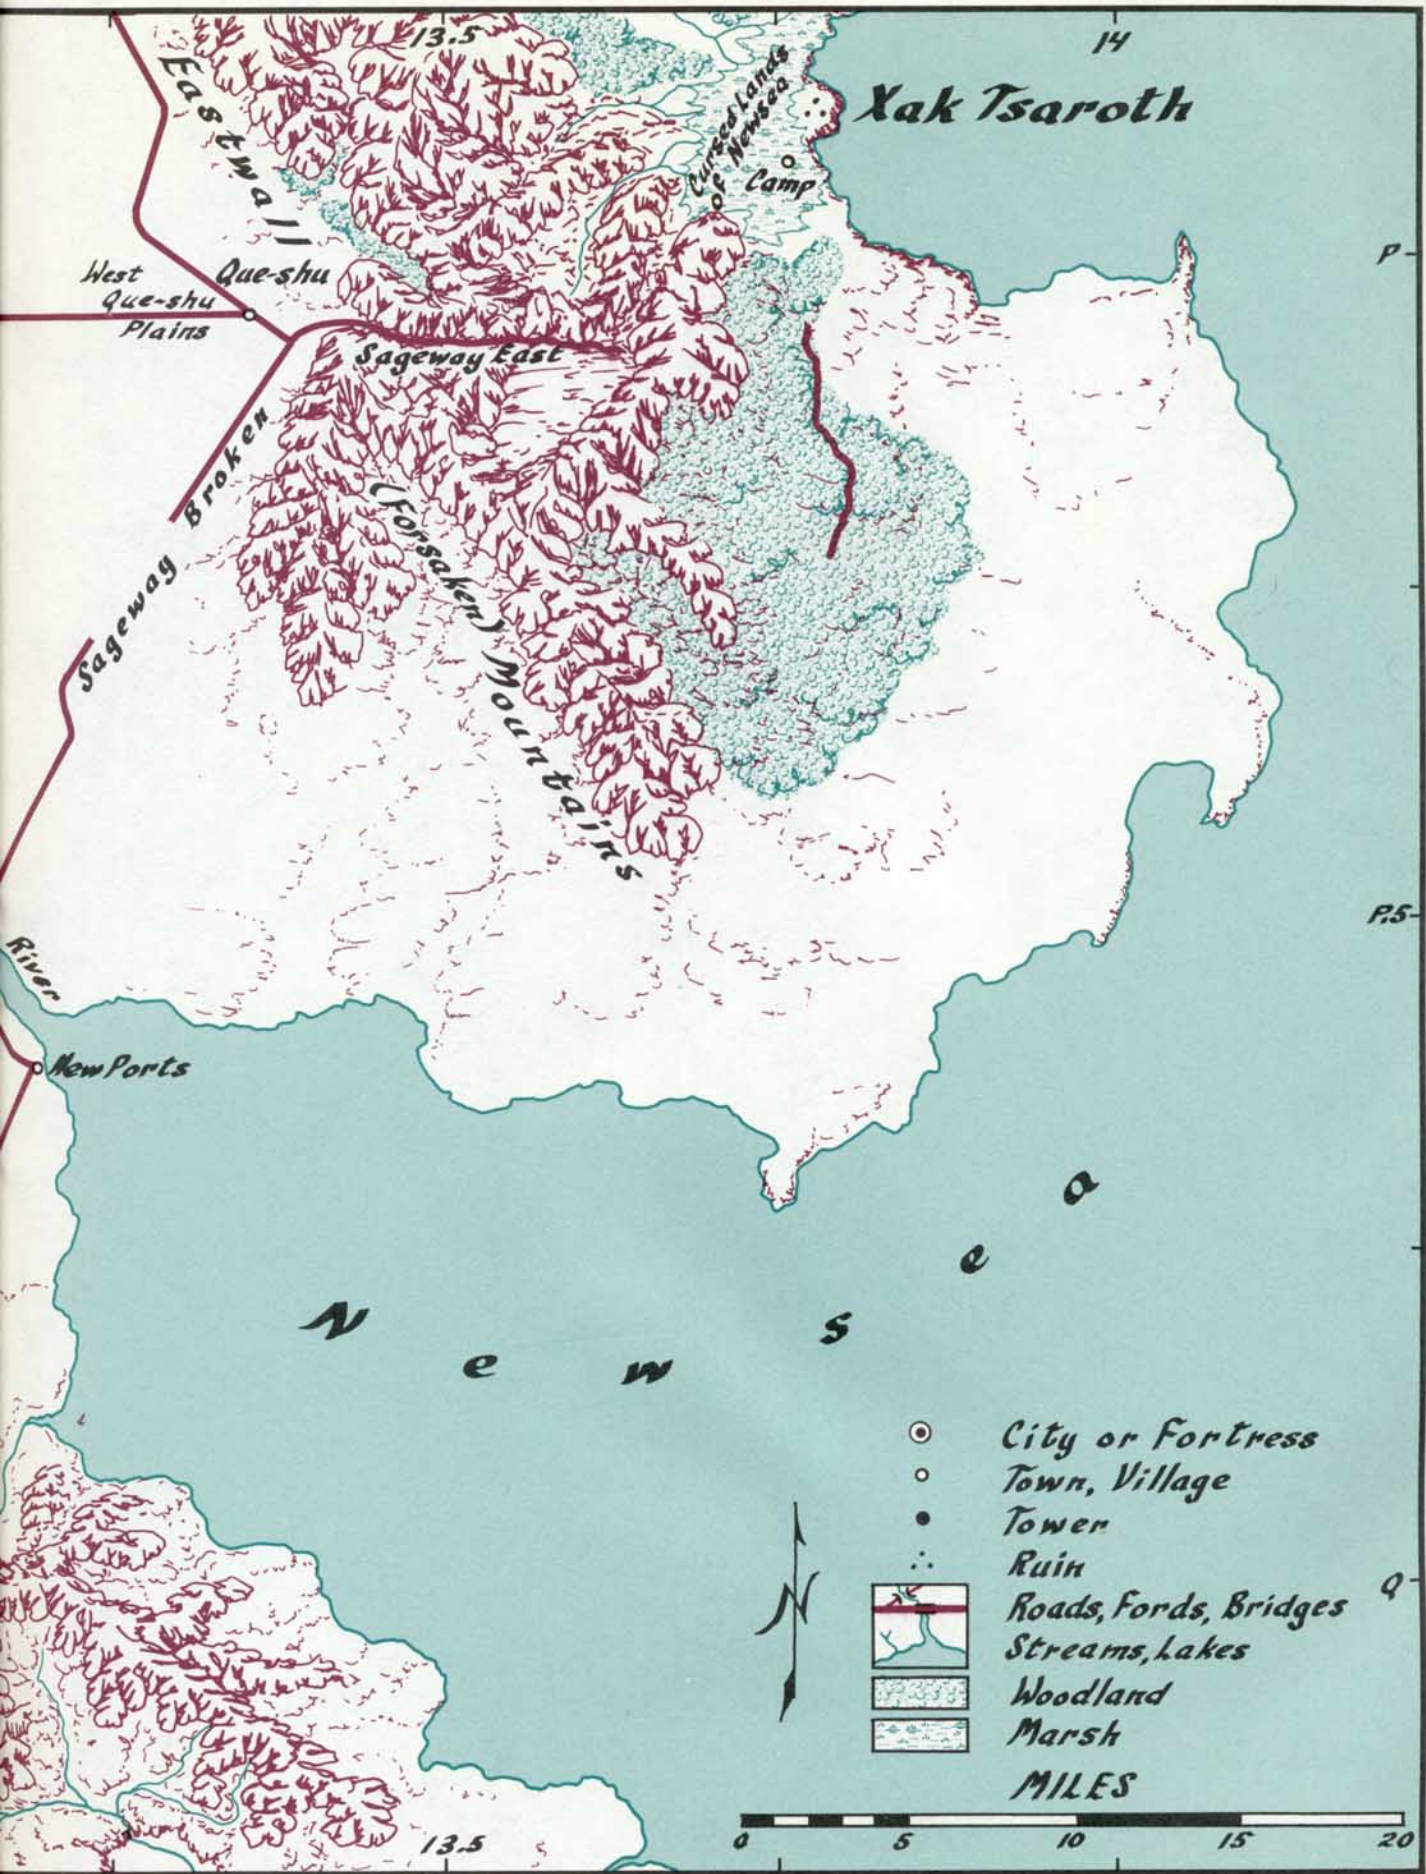 13.5
14
Eastwall
Xak Tsaroth
Cursed Lands
of Newsea
Camp
P
West
Que-shu
Plains
Que-shu
Sageway East
Sageway Broken
(Forsaken) Mountains
P.5
River
New Ports
Newsea
City or Fortress
Town, Village
Tower
Ruin
Q
Roads, Fords, Bridges
Streams, Lakes
Woodland
Marsh
N
MILES
0 5 10 15 20
13.5